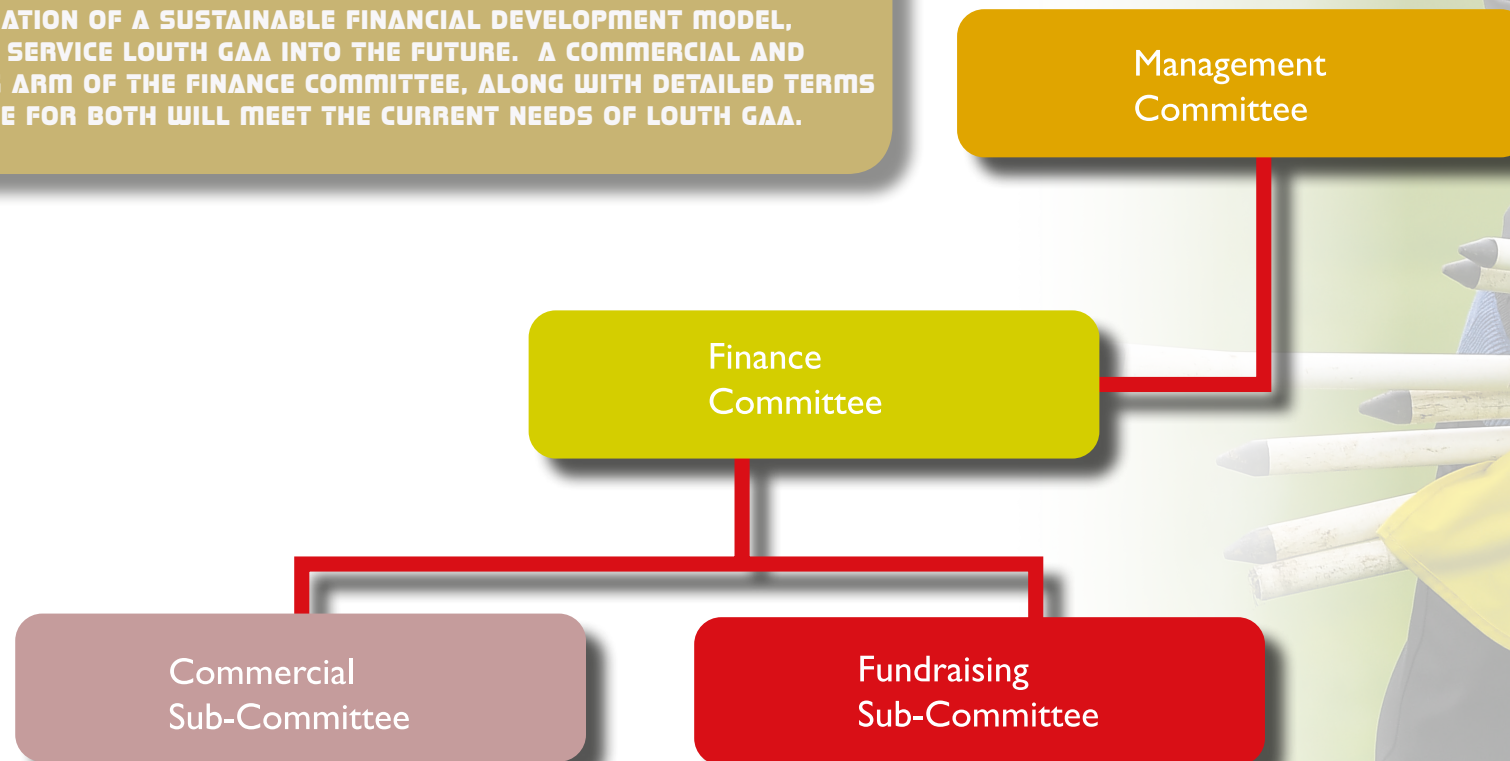 ATION OF A SUSTAINABLE FINANCIAL DEVELOPMENT MODEL,
SERVICE LOUTH GAA INTO THE FUTURE. A COMMERCIAL AND
ARM OF THE FINANCE COMMITTEE, ALONG WITH DETAILED TERMS
E FOR BOTH WILL MEET THE CURRENT NEEDS OF LOUTH GAA.
Management
Committee
Finance
Committee
Commercial
Sub-Committee
Fundraising
Sub-Committee